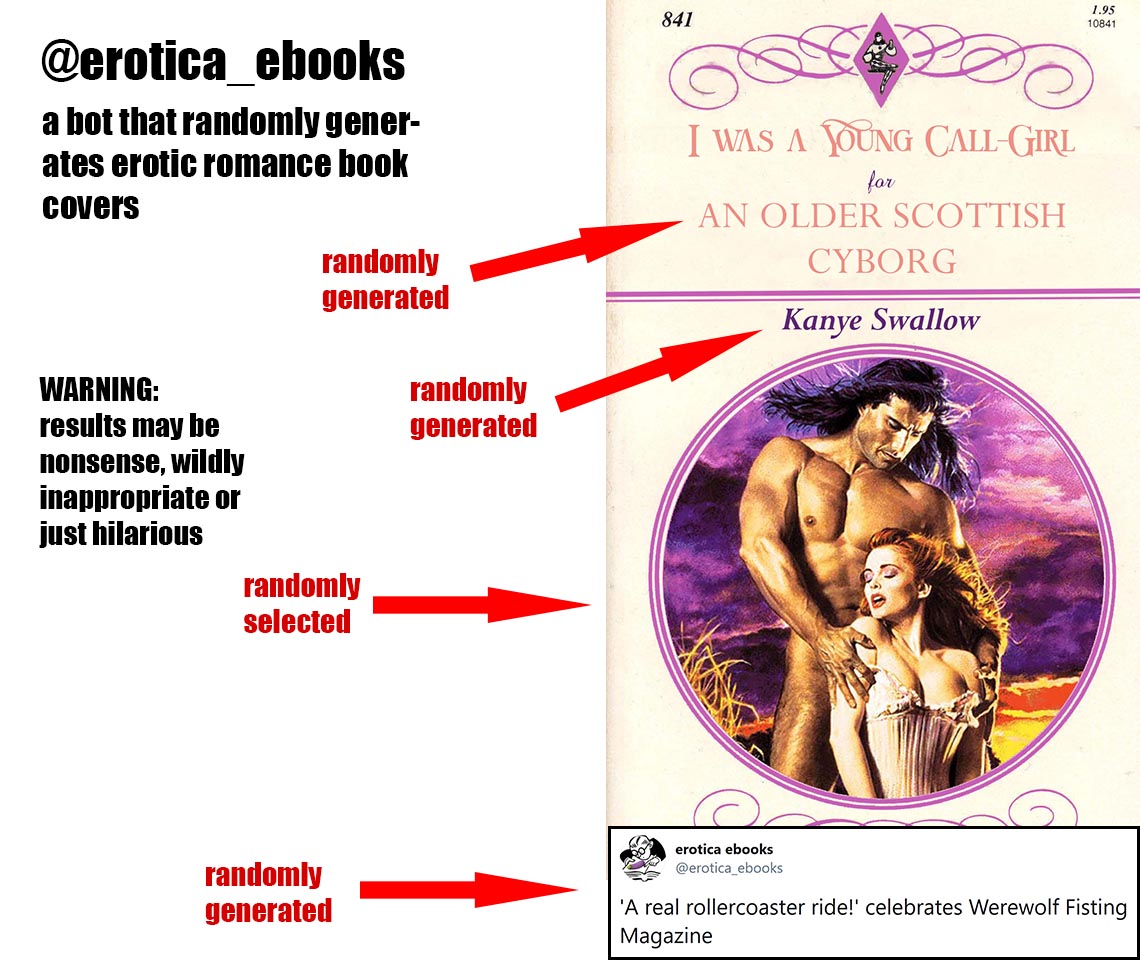 @erotica_ebooks
a bot that randomly gener-
ates erotic romance book
covers
randomly
generated
WARNING:
results may be
nonsense, wildly
inappropriate or
just hilarious
randomly
generated
randomly
selected
randomly
generated
841
1.95
10841
I was a Young Call-Girl
for
AN OLDER SCOTTISH
CYBORG
Kanye Swallow
erotica ebooks
@erotica_ebooks
'A real rollercoaster ride!' celebrates Werewolf Fisting
Magazine